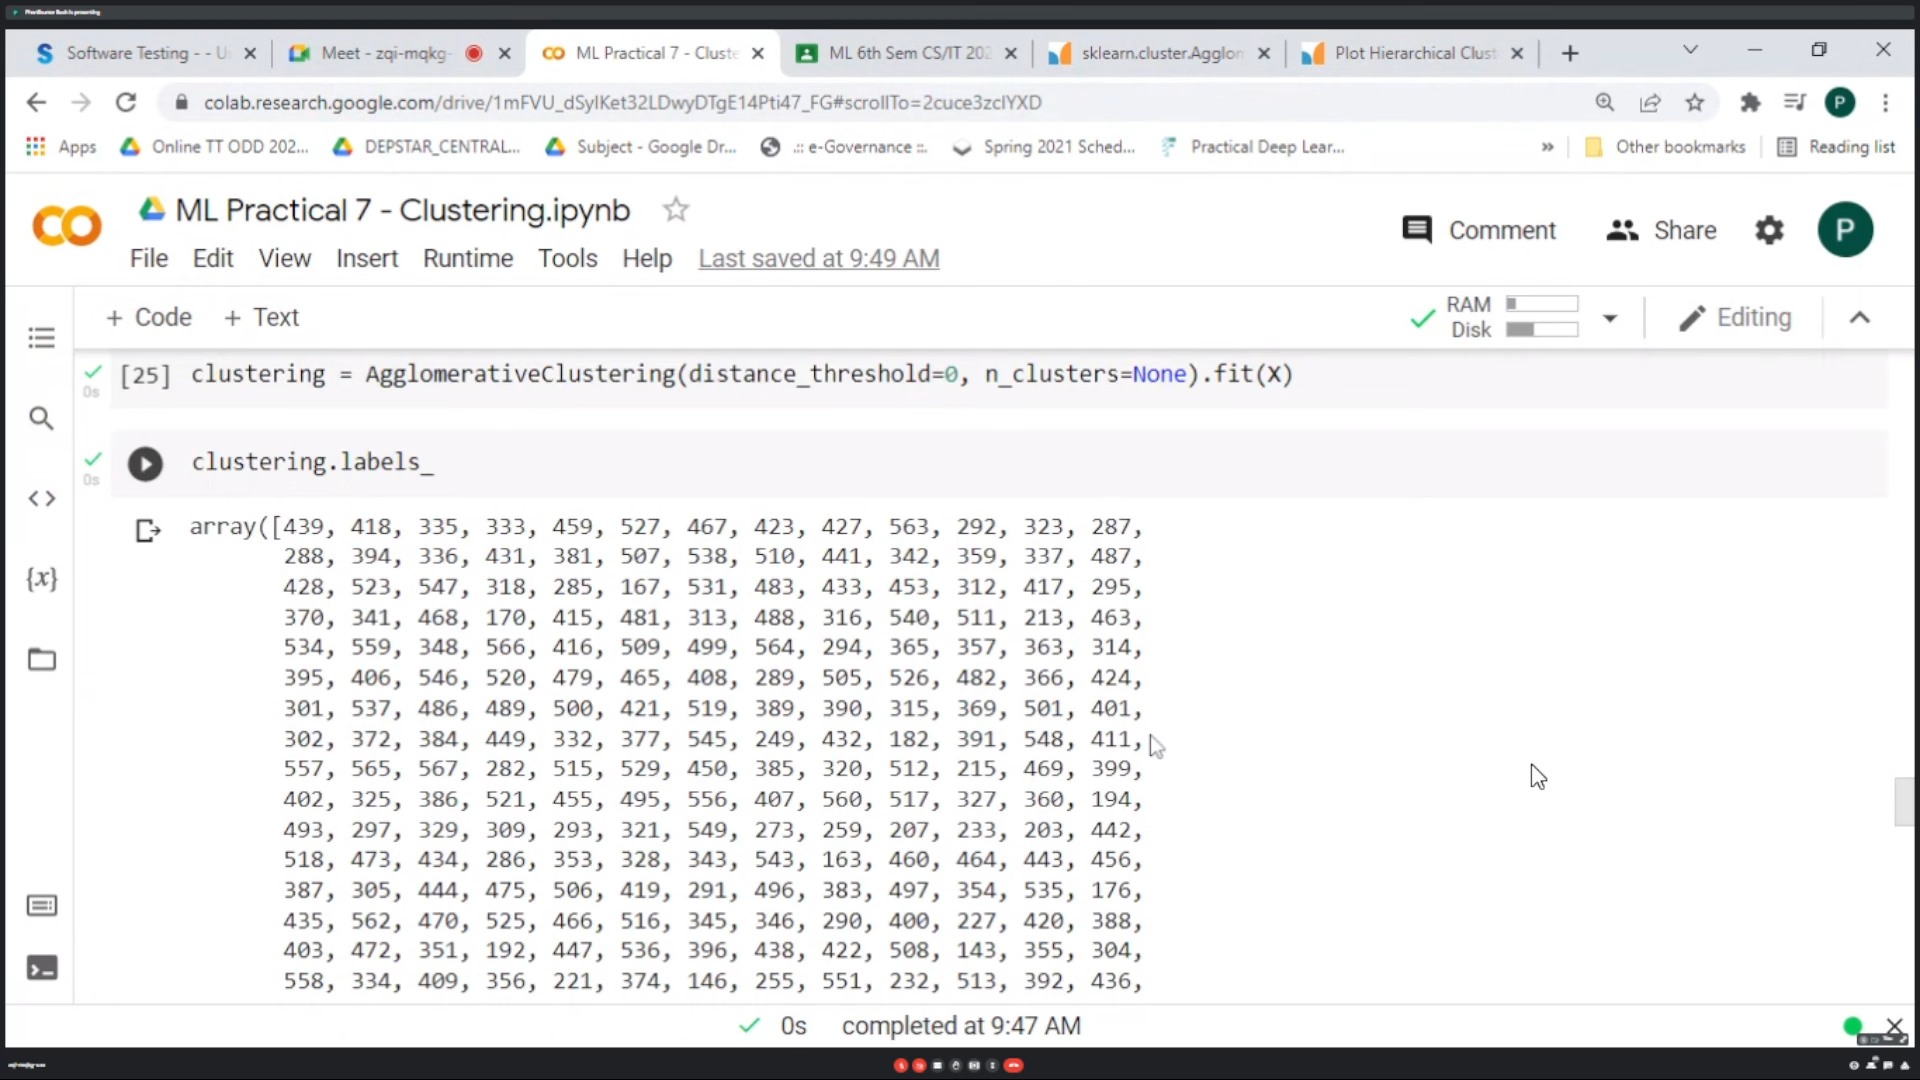 Software Testing - - U
Meet - zqi-mqkg-
ML Practical 7 - Cluste
ML 6th Sem CS/IT 202
sklearn.cluster.Agglon
Plot Hierarchical Clust
colab.research.google.com/drive/1mFVU_dSyIKet32LDwyDTgE14Pti47_FG#scrollTo=2cuce3zclYXD
P
Apps
Online TT ODD 202...
DEPSTAR_CENTRAL...
Subject - Google Dr...
.:: e-Governance ::.
Spring 2021 Sched...
Practical Deep Lear...
»
Other bookmarks
Reading list
ML Practical 7 - Clustering.ipynb
Comment
Share
P
File Edit View Insert Runtime Tools Help Last saved at 9:49 AM
+ Code + Text
RAM
Disk
Editing
[25] clustering = AgglomerativeClustering(distance_threshold=0, n_clusters=None).fit(X)
0s
clustering.labels_
0s
array([439, 418, 335, 333, 459, 527, 467, 423, 427, 563, 292, 323, 287,
288, 394, 336, 431, 381, 507, 538, 510, 441, 342, 359, 337, 487,
428, 523, 547, 318, 285, 167, 531, 483, 433, 453, 312, 417, 295,
370, 341, 468, 170, 415, 481, 313, 488, 316, 540, 511, 213, 463,
534, 559, 348, 566, 416, 509, 499, 564, 294, 365, 357, 363, 314,
395, 406, 546, 520, 479, 465, 408, 289, 505, 526, 482, 366, 424,
301, 537, 486, 489, 500, 421, 519, 389, 390, 315, 369, 501, 401,
302, 372, 384, 449, 332, 377, 545, 249, 432, 182, 391, 548, 411,
557, 565, 567, 282, 515, 529, 450, 385, 320, 512, 215, 469, 399,
402, 325, 386, 521, 455, 495, 556, 407, 560, 517, 327, 360, 194,
493, 297, 329, 309, 293, 321, 549, 273, 259, 207, 233, 203, 442,
518, 473, 434, 286, 353, 328, 343, 543, 163, 460, 464, 443, 456,
387, 305, 444, 475, 506, 419, 291, 496, 383, 497, 354, 535, 176,
435, 562, 470, 525, 466, 516, 345, 346, 290, 400, 227, 420, 388,
403, 472, 351, 192, 447, 536, 396, 438, 422, 508, 143, 355, 304,
558, 334, 409, 356, 221, 374, 146, 255, 551, 232, 513, 392, 436,
0s completed at 9:47 AM